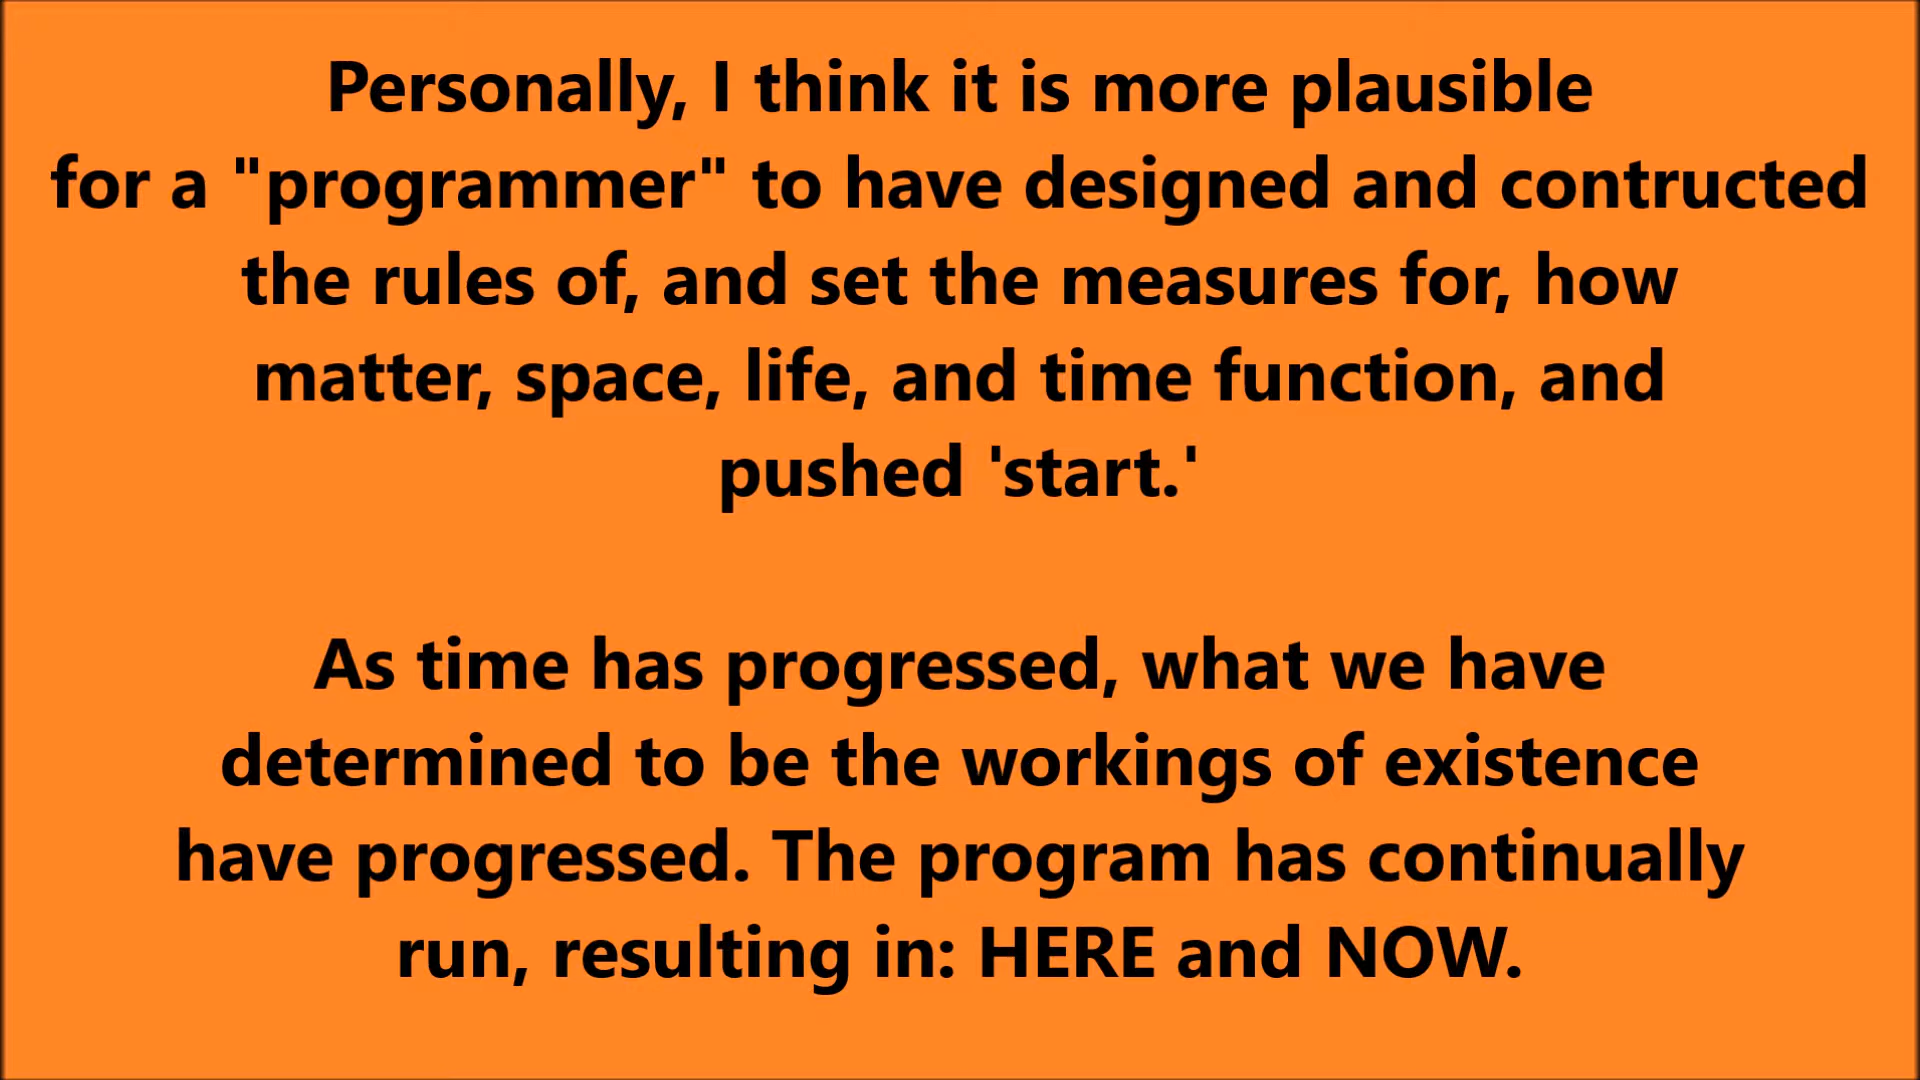 Personally, I think it is more plausible
for a "programmer" to have designed and contructed
the rules of, and set the measures for, how
matter, space, life, and time function, and
pushed 'start.'
As time has progressed, what we have
determined to be the workings of existence
have progressed. The program has continually
run, resulting in: HERE and NOW.